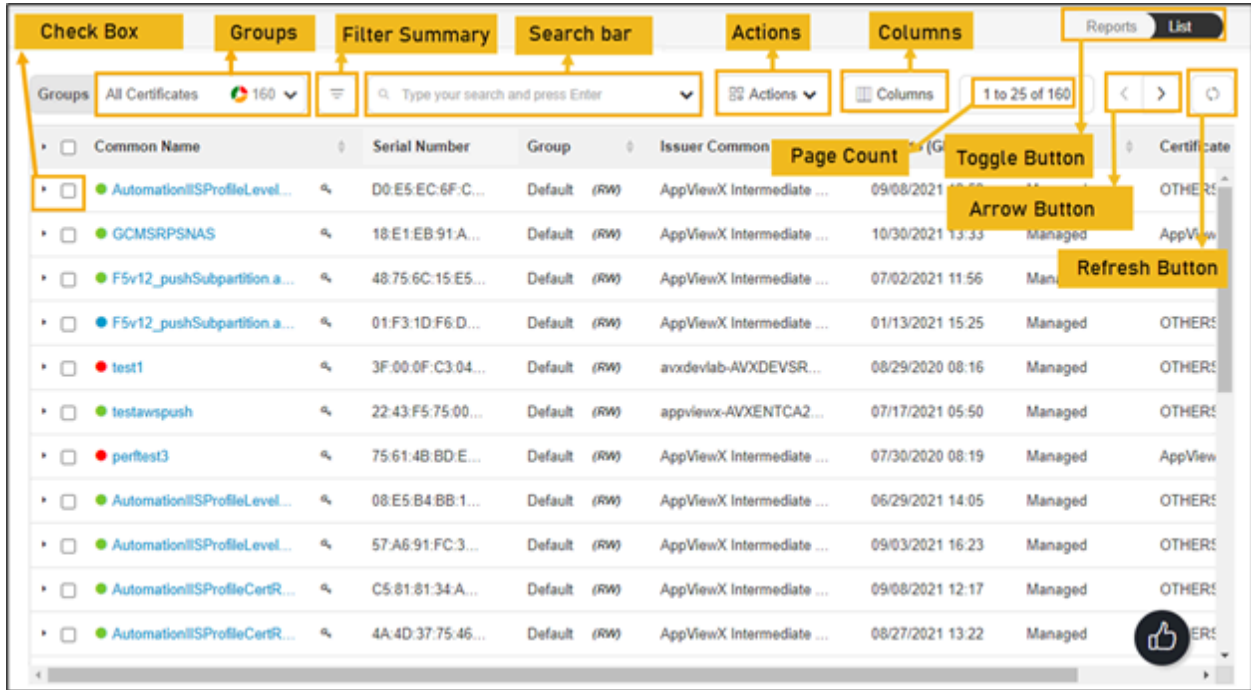 Check Box Groups Filter Summary Search bar Actions Columns Reports List
Groups All Certificates 160 Type your search and press Enter Actions Columns 1 to 25 of 160
Common Name Serial Number Group Issuer Common Page Count (G Toggle Button Certificate
AutomationIISProfileLevel... D0:E5:EC:6F:C... Default (RW) AppViewX Intermediate ... 09/08/2021 OTHERS
Arrow Button
GCMSRPSNAS 18:E1:EB:91:A... Default (RW) AppViewX Intermediate ... 10/30/2021 13:33 Managed AppView
Refresh Button
F5v12_pushSubpartition.a... 48:75:6C:15:E5... Default (RW) AppViewX Intermediate ... 07/02/2021 11:56 Man OTHERS
F5v12_pushSubpartition.a... 01:F3:1D:F6:D... Default (RW) AppViewX Intermediate ... 01/13/2021 15:25 Managed OTHERS
test1 3F:00:0F:C3:04... Default (RW) avxdevlab-AVXDEVSR... 08/29/2020 08:16 Managed OTHERS
testawspush 22:43:F5:75:00... Default (RW) appviewx-AVXENTCA2... 07/17/2021 05:50 Managed OTHERS
perftest3 75:61:4B:BD:E... Default (RW) AppViewX Intermediate ... 07/30/2020 08:19 Managed AppView
AutomationIISProfileLevel... 08:E5:B4:BB:1... Default (RW) AppViewX Intermediate ... 06/29/2021 14:05 Managed OTHERS
AutomationIISProfileLevel... 57:A6:91:FC:3... Default (RW) AppViewX Intermediate ... 09/03/2021 16:23 Managed OTHERS
AutomationIISProfileCertR... C5:81:81:34:A... Default (RW) AppViewX Intermediate ... 09/08/2021 12:17 Managed OTHERS
AutomationIISProfileCertR... 4A:4D:37:75:46... Default (RW) AppViewX Intermediate ... 08/27/2021 13:22 Managed ERS